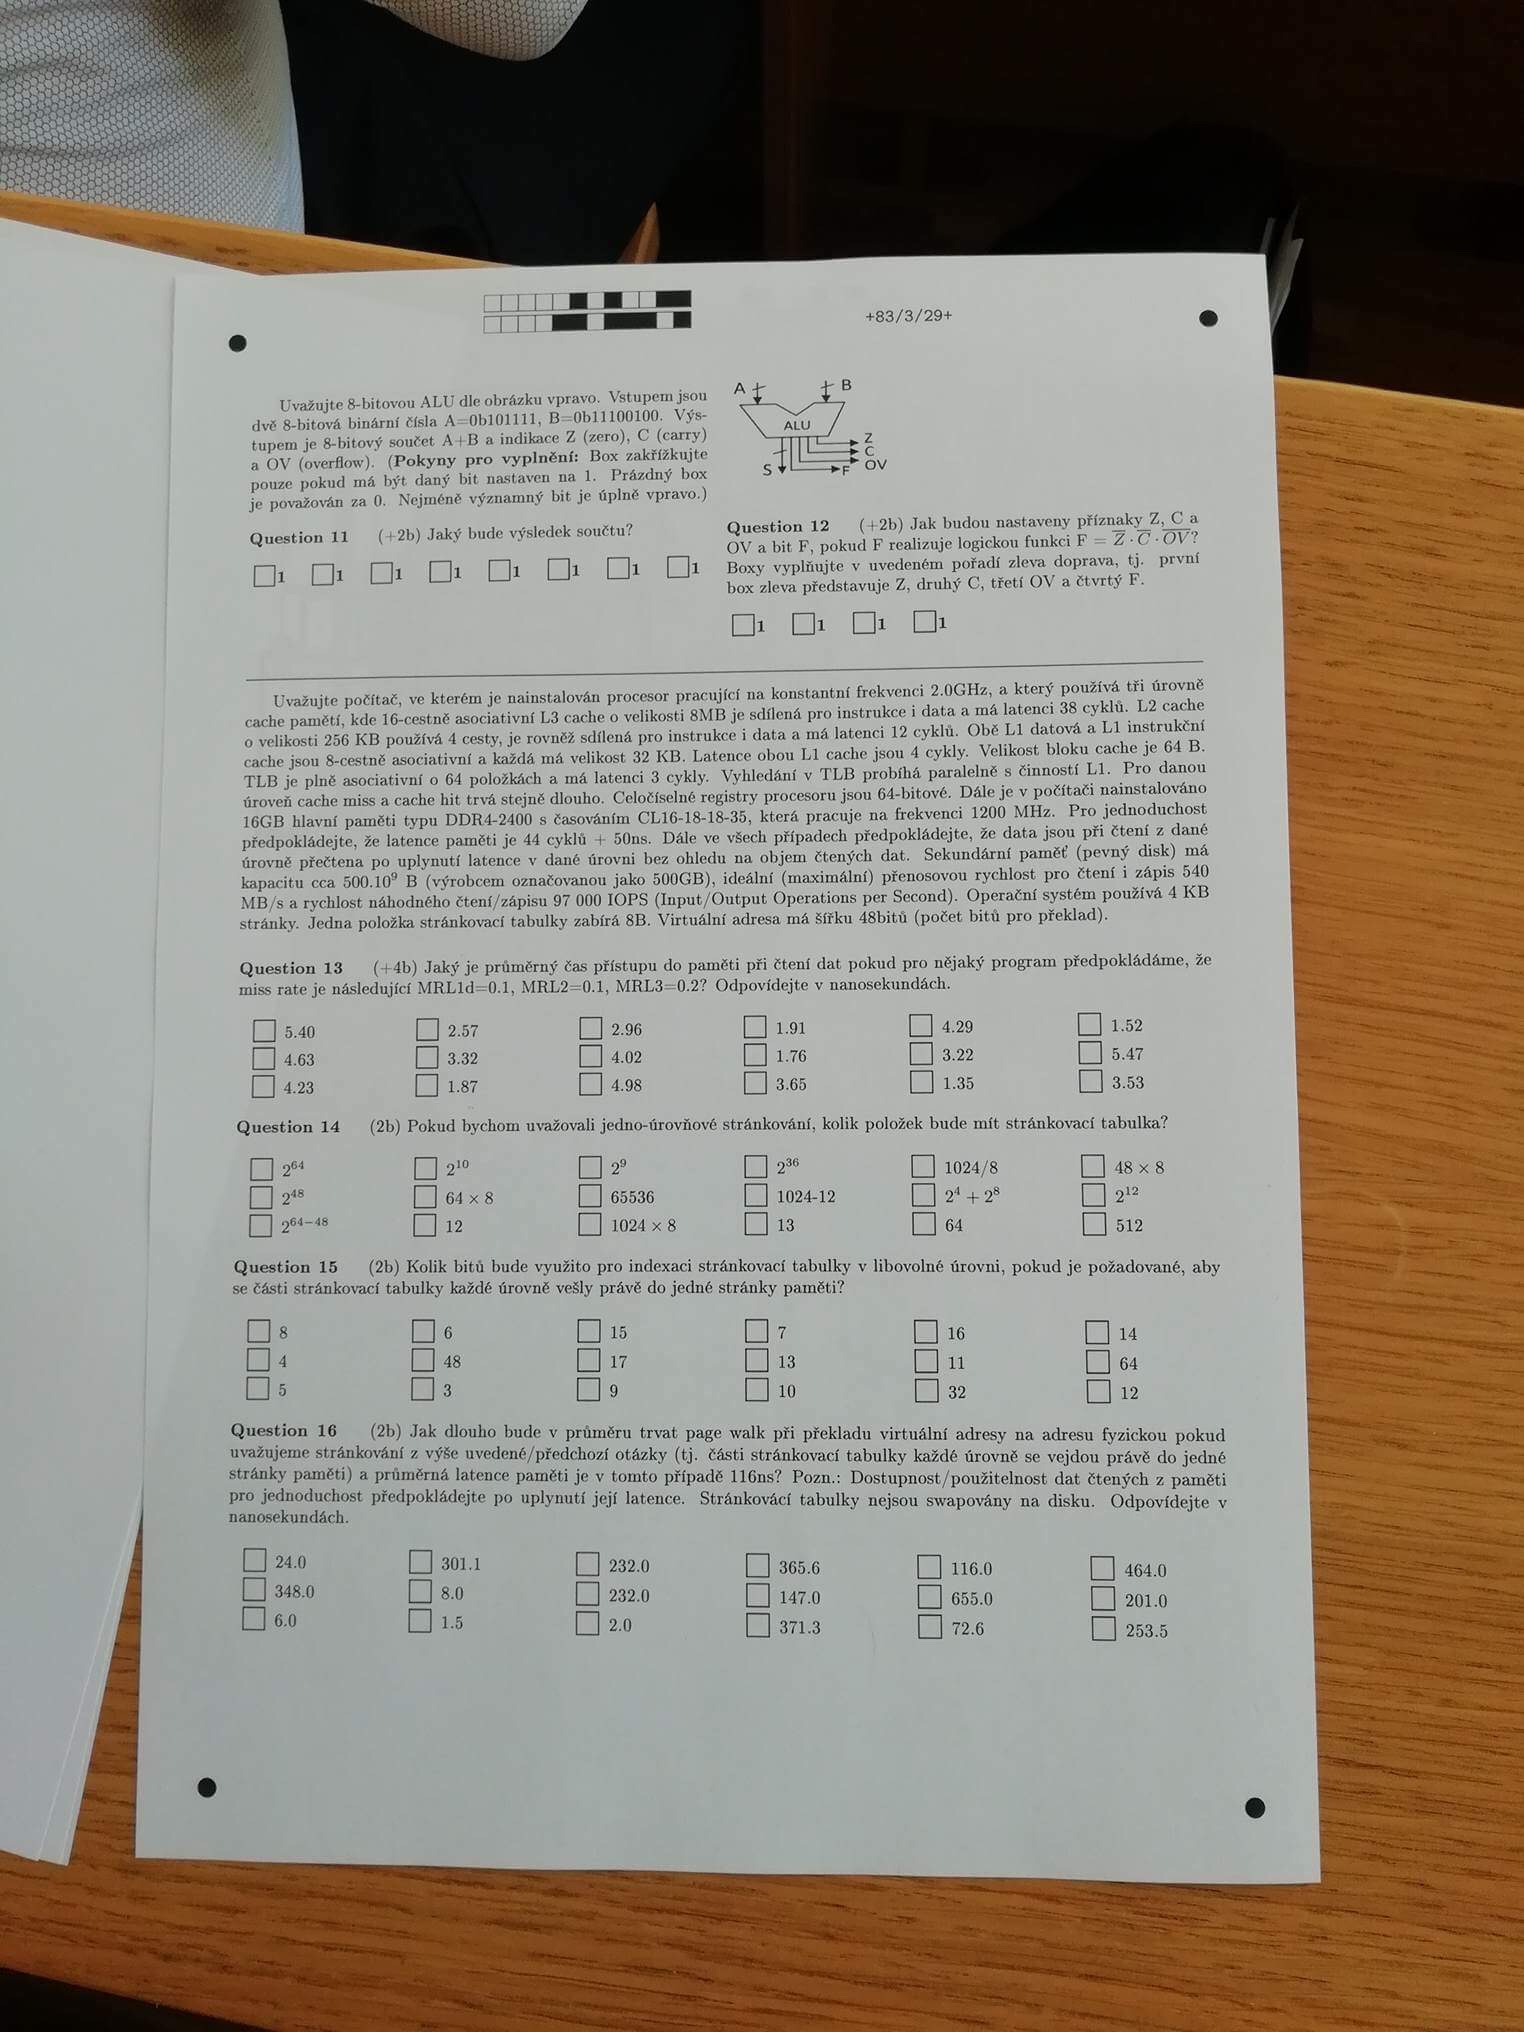 +83/3/29+
Uvažujte 8-bitovou ALU dle obrázku vpravo. Vstupem jsou
dvě 8-bitová binární čísla A=0b101111, B=0b11100100. Výs-
tupem je 8-bitový součet A+B a indikace Z (zero), C (carry)
a OV (overflow). (Pokyny pro vyplnění: Box zakřížkujte
pouze pokud má být daný bit nastaven na 1. Prázdný box
je považován za 0. Nejméně významný bit je úplně vpravo.)
A B
ALU
Z
C
OV
S F
Question 11 (+2b) Jaký bude výsledek součtu?
1 1 1 1 1 1 1 1
Question 12 (+2b) Jak budou nastaveny příznaky Z, C a
OV a bit F, pokud F realizuje logickou funkci F = Z̅ · C̅ · O̅V̅?
Boxy vyplňujte v uvedeném pořadí zleva doprava, tj. první
box zleva představuje Z, druhý C, třetí OV a čtvrtý F.
1 1 1 1
Uvažujte počítač, ve kterém je nainstalován procesor pracující na konstantní frekvenci 2.0GHz, a který používá tři úrovně
cache pamětí, kde 16-cestně asociativní L3 cache o velikosti 8MB je sdílená pro instrukce i data a má latenci 38 cyklů. L2 cache
o velikosti 256 KB používá 4 cesty, je rovněž sdílená pro instrukce i data a má latenci 12 cyklů. Obě L1 datová a L1 instrukční
cache jsou 8-cestně asociativní a každá má velikost 32 KB. Latence obou L1 cache jsou 4 cykly. Velikost bloku cache je 64 B.
TLB je plně asociativní o 64 položkách a má latenci 3 cykly. Vyhledání v TLB probíhá paralelně s činností L1. Pro danou
úroveň cache miss a cache hit trvá stejně dlouho. Celočíselné registry procesoru jsou 64-bitové. Dále je v počítači nainstalováno
16GB hlavní paměti typu DDR4-2400 s časováním CL16-18-18-35, která pracuje na frekvenci 1200 MHz. Pro jednoduchost
předpokládejte, že latence paměti je 44 cyklů + 50ns. Dále ve všech případech předpokládejte, že data jsou při čtení z dané
úrovně přečtena po uplynutí latence v dané úrovni bez ohledu na objem čtených dat. Sekundární paměť (pevný disk) má
kapacitu cca 500.10⁹ B (výrobcem označovanou jako 500GB), ideální (maximální) přenosovou rychlost pro čtení i zápis 540
MB/s a rychlost náhodného čtení/zápisu 97 000 IOPS (Input/Output Operations per Second). Operační systém používá 4 KB
stránky. Jedna položka stránkovací tabulky zabírá 8B. Virtuální adresa má šířku 48bitů (počet bitů pro překlad).
Question 13 (+4b) Jaký je průměrný čas přístupu do paměti při čtení dat pokud pro nějaký program předpokládáme, že
miss rate je následující MRL1d=0.1, MRL2=0.1, MRL3=0.2? Odpovídejte v nanosekundách.
5.40 2.57 2.96 1.91 4.29 1.52
4.63 3.32 4.02 1.76 3.22 5.47
4.23 1.87 4.98 3.65 1.35 3.53
Question 14 (2b) Pokud bychom uvažovali jedno-úrovňové stránkování, kolik položek bude mít stránkovací tabulka?
2⁶⁴ 2¹⁰ 2⁹ 2³⁶ 1024/8 48 × 8
2⁴⁸ 64 × 8 65536 1024-12 2⁴ + 2⁸ 2¹²
2⁶⁴⁻⁴⁸ 12 1024 × 8 13 64 512
Question 15 (2b) Kolik bitů bude využito pro indexaci stránkovací tabulky v libovolné úrovni, pokud je požadované, aby
se části stránkovací tabulky každé úrovně vešly právě do jedné stránky paměti?
8 6 15 7 16 14
4 48 17 13 11 64
5 3 9 10 32 12
Question 16 (2b) Jak dlouho bude v průměru trvat page walk při překladu virtuální adresy na adresu fyzickou pokud
uvažujeme stránkování z výše uvedené/předchozí otázky (tj. části stránkovací tabulky každé úrovně se vejdou právě do jedné
stránky paměti) a průměrná latence paměti je v tomto případě 116ns? Pozn.: Dostupnost/použitelnost dat čtených z paměti
pro jednoduchost předpokládejte po uplynutí její latence. Stránkovácí tabulky nejsou swapovány na disku. Odpovídejte v
nanosekundách.
24.0 301.1 232.0 365.6 116.0 464.0
348.0 8.0 232.0 147.0 655.0 201.0
6.0 1.5 2.0 371.3 72.6 253.5